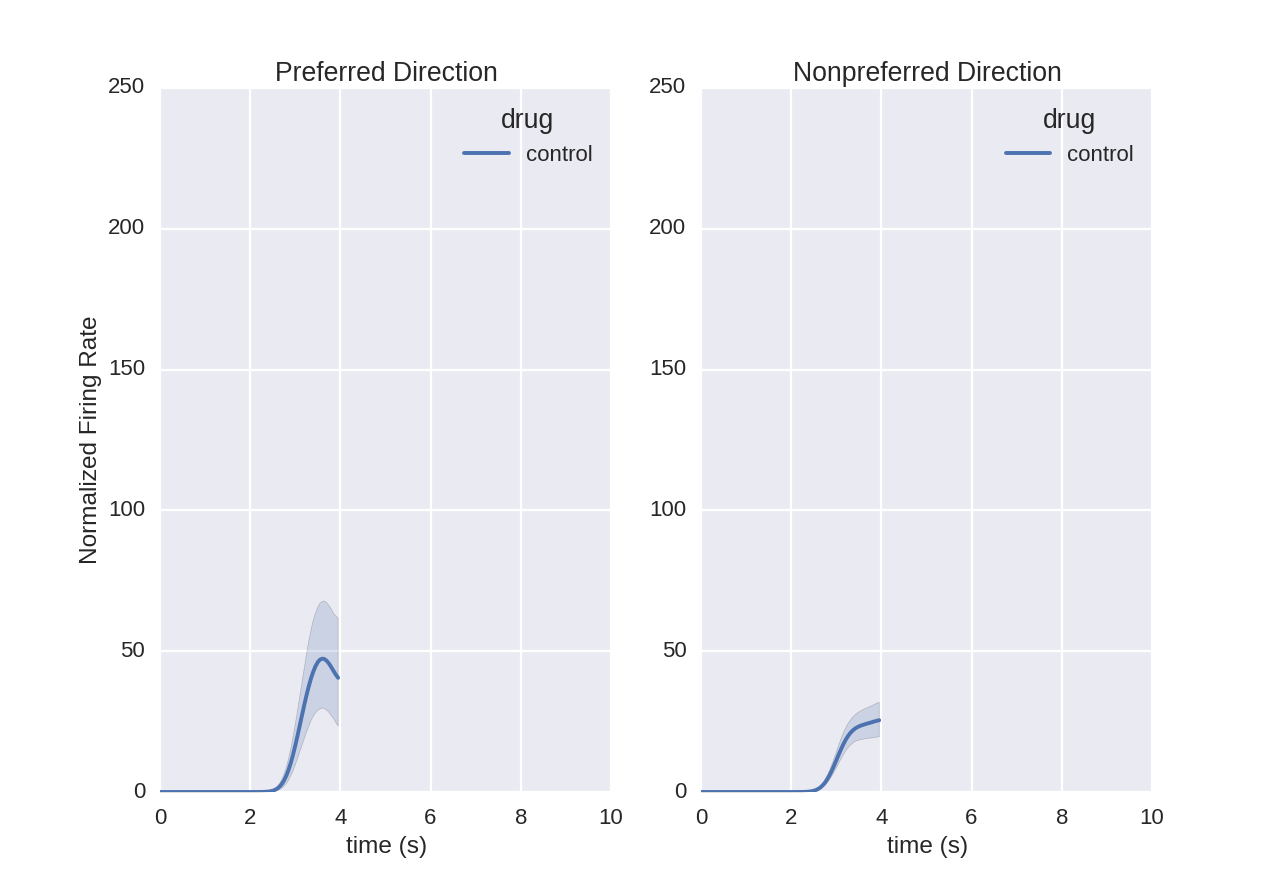 Preferred Direction
Nonpreferred Direction
250
200
150
100
50
0
Normalized Firing Rate
drug
control
0 2 4 6 8 10
time (s)
250
200
150
100
50
0
drug
control
0 2 4 6 8 10
time (s)